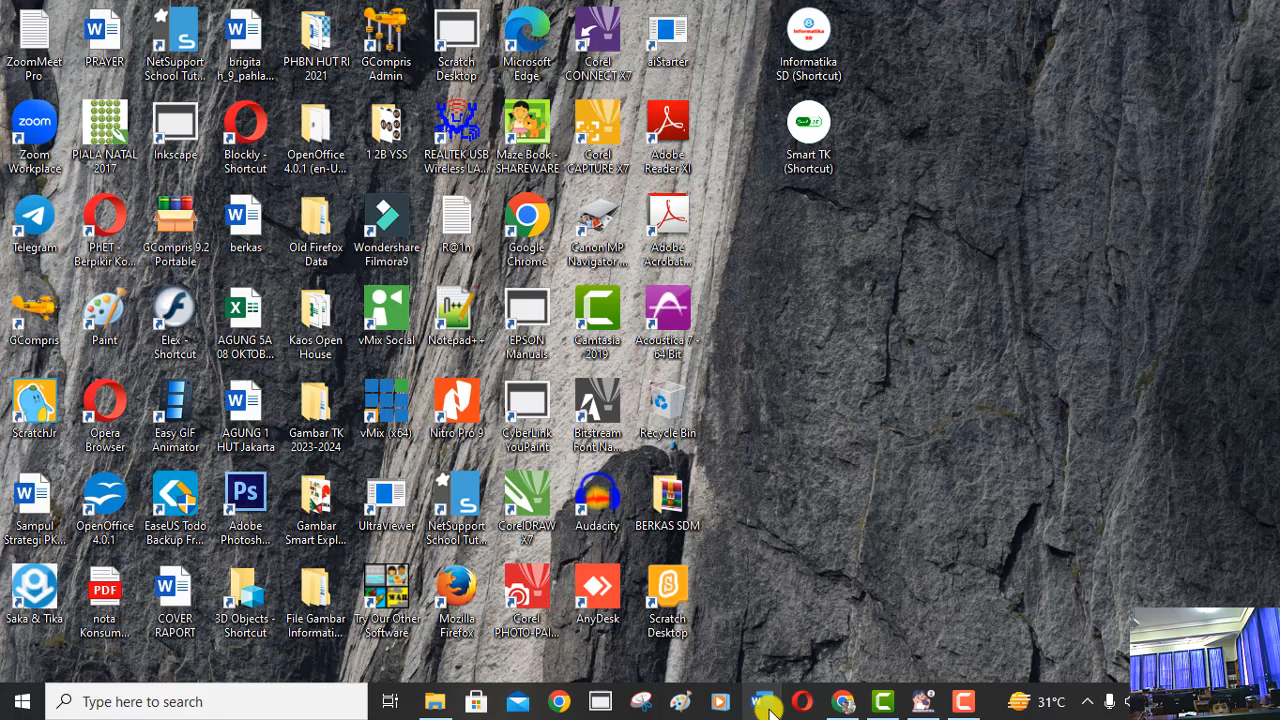 ZoomMeet Pro
PRAYER
NetSupport School Tut...
brigita h_9_pahla...
PHBN HUT RI 2021
GCompris Admin
Scratch Desktop
Microsoft Edge
Corel CONNECT X7
aiStarter
Informatika SD (Shortcut)
Zoom Workplace
PIALA NATAL 2017
Inkscape
Blockly - Shortcut
OpenOffice 4.0.1 (en-U...
1 2B YSS
REALTEK USB Wireless LA...
Maze Book - SHAREWARE
Corel CAPTURE X7
Adobe Reader XI
Smart TK (Shortcut)
Telegram
PhET - Berpikir Ko...
GCompris 9.2 Portable
berkas
Old Firefox Data
Wondershare Filmora9
R@1n
Google Chrome
Canon MP Navigator ...
Adobe Acrobat...
GCompris
Paint
Elex - Shortcut
AGUNG 5A 08 OKTOB...
Kaos Open House
vMix Social
Notepad++
EPSON Manuals
Camtasia 2019
Acoustica 7 - 64 Bit
ScratchJr
Opera Browser
Easy GIF Animator
AGUNG 1 HUT Jakarta
Gambar TK 2023-2024
vMix (x64)
Nitro Pro 9
CyberLink YouPaint
Bitstream Font Na...
Recycle Bin
Sampul Strategi PK...
OpenOffice 4.0.1
EaseUS Todo Backup Fr...
Adobe Photosh...
Gambar Smart Expl...
UltraViewer
NetSupport School Tut...
CorelDRAW X7
Audacity
BERKAS SDM
Saka & Tika
nota Konsum...
COVER RAPORT
3D Objects - Shortcut
File Gambar Informati...
Try Our Other Software
Mozilla Firefox
Corel PHOTO-PAI...
AnyDesk
Scratch Desktop
Type here to search
31°C